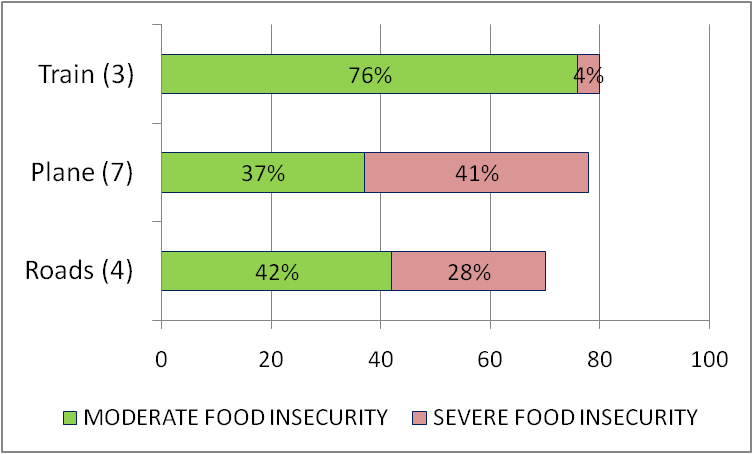 Train (3)
76%
4%
Plane (7)
37%
41%
Roads (4)
42%
28%
0
20
40
60
80
100
MODERATE FOOD INSECURITY
SEVERE FOOD INSECURITY